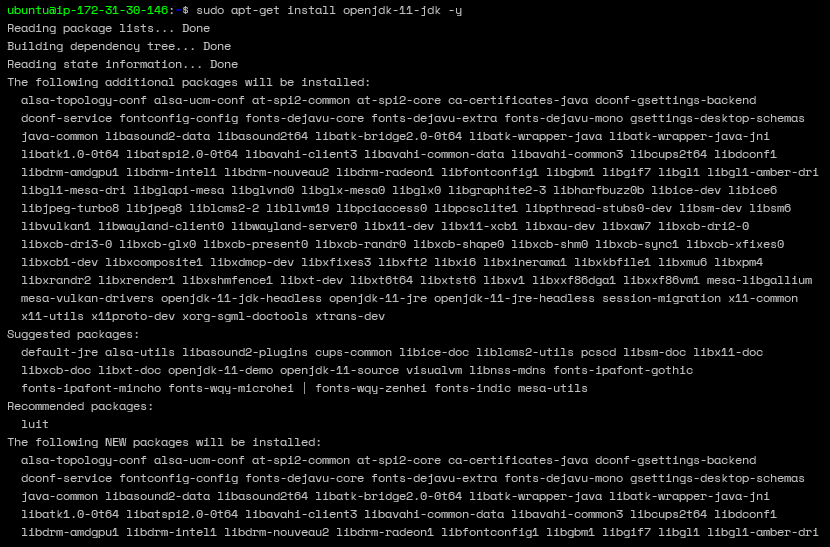 ubuntu@ip-172-31-30-146:~$ sudo apt-get install openjdk-11-jdk -y
Reading package lists... Done
Building dependency tree... Done
Reading state information... Done
The following additional packages will be installed:
alsa-topology-conf alsa-ucm-conf at-spi2-common at-spi2-core ca-certificates-java dconf-gsettings-backend
dconf-service fontconfig-config fonts-dejavu-core fonts-dejavu-extra fonts-dejavu-mono gsettings-desktop-schemas
java-common libasound2-data libasound2t64 libatk-bridge2.0-0t64 libatk-wrapper-java libatk-wrapper-java-jni
libatk1.0-0t64 libatspi2.0-0t64 libavahi-client3 libavahi-common-data libavahi-common3 libcups2t64 libdconf1
libdrm-amdgpu1 libdrm-intel1 libdrm-nouveau2 libdrm-radeon1 libfontconfig1 libgbm1 libgif7 libgl1 libgl1-amber-dri
libgl1-mesa-dri libglapi-mesa libglvnd0 libglx-mesa0 libglx0 libgraphite2-3 libharfbuzz0b libice-dev libice6
libjpeg-turbo8 libjpeg8 liblcms2-2 libllvm19 libpciaccess0 libpcsclite1 libpthread-stubs0-dev libsm-dev libsm6
libvulkan1 libwayland-client0 libwayland-server0 libx11-dev libx11-xcb1 libxau-dev libxaw7 libxcb-dri2-0
libxcb-dri3-0 libxcb-glx0 libxcb-present0 libxcb-randr0 libxcb-shape0 libxcb-shm0 libxcb-sync1 libxcb-xfixes0
libxcb1-dev libxcomposite1 libxdmcp-dev libxfixes3 libxft2 libxi6 libxinerama1 libxkbfile1 libxmu6 libxpm4
libxrandr2 libxrender1 libxshmfence1 libxt-dev libxt6t64 libxtst6 libxv1 libxxf86dga1 libxxf86vm1 mesa-libgallium
mesa-vulkan-drivers openjdk-11-jdk-headless openjdk-11-jre openjdk-11-jre-headless session-migration x11-common
x11-utils x11proto-dev xorg-sgml-doctools xtrans-dev
Suggested packages:
default-jre alsa-utils libasound2-plugins cups-common libice-doc liblcms2-utils pcscd libsm-doc libx11-doc
libxcb-doc libxt-doc openjdk-11-demo openjdk-11-source visualvm libnss-mdns fonts-ipafont-gothic
fonts-ipafont-mincho fonts-wqy-microhei | fonts-wqy-zenhei fonts-indic mesa-utils
Recommended packages:
luit
The following NEW packages will be installed:
alsa-topology-conf alsa-ucm-conf at-spi2-common at-spi2-core ca-certificates-java dconf-gsettings-backend
dconf-service fontconfig-config fonts-dejavu-core fonts-dejavu-extra fonts-dejavu-mono gsettings-desktop-schemas
java-common libasound2-data libasound2t64 libatk-bridge2.0-0t64 libatk-wrapper-java libatk-wrapper-java-jni
libatk1.0-0t64 libatspi2.0-0t64 libavahi-client3 libavahi-common-data libavahi-common3 libcups2t64 libdconf1
libdrm-amdgpu1 libdrm-intel1 libdrm-nouveau2 libdrm-radeon1 libfontconfig1 libgbm1 libgif7 libgl1 libgl1-amber-dri